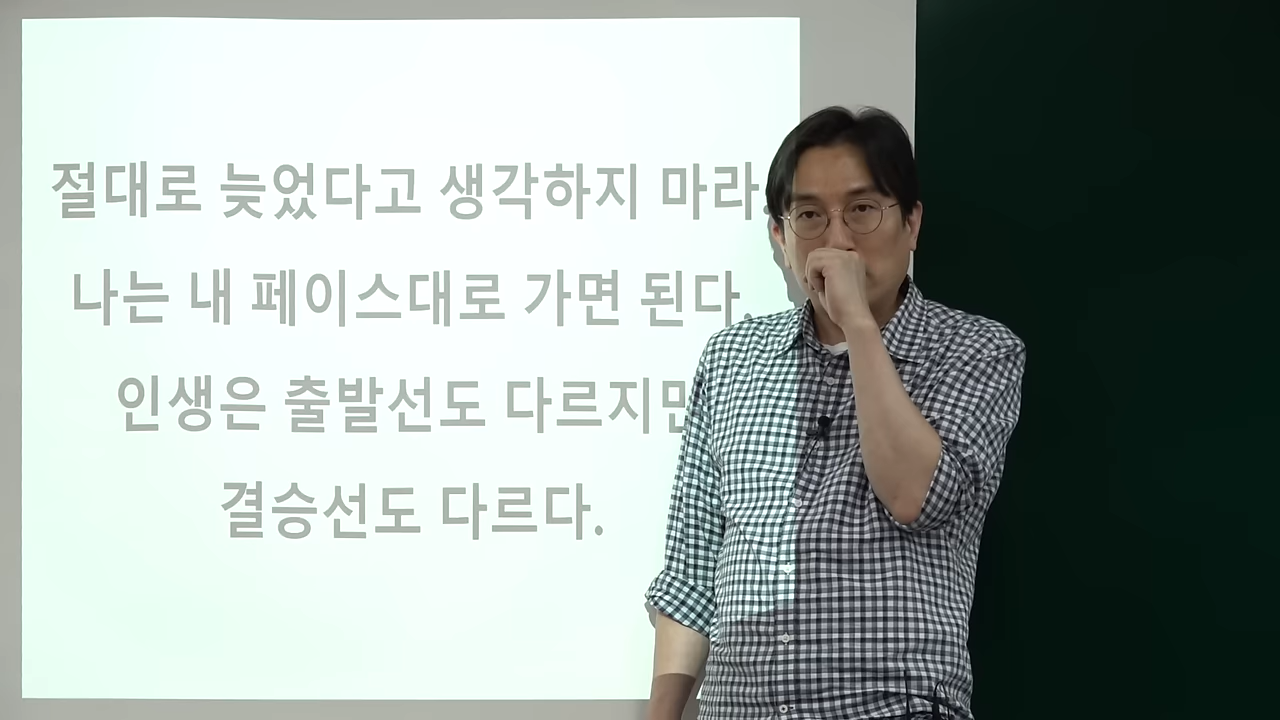 절대로 늦었다고 생각하지 마라.
나는 내 페이스대로 가면 된다.
인생은 출발선도 다르지만
결승선도 다르다.